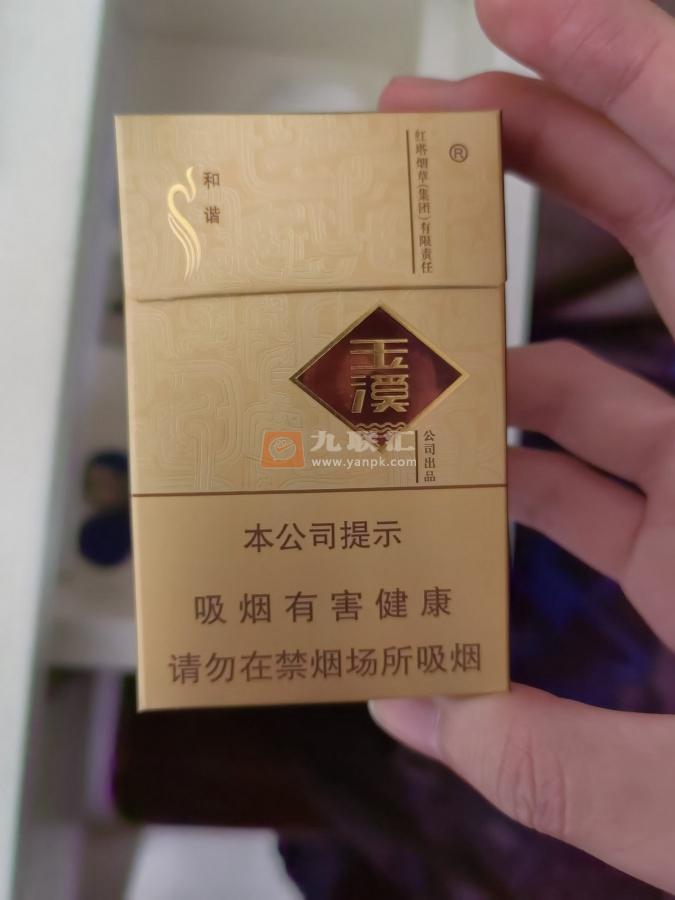 和谐
红塔烟草(集团)有限责任
®
玉溪
公司出品
九联汇
www.yanpk.com
本公司提示
吸烟有害健康
请勿在禁烟场所吸烟